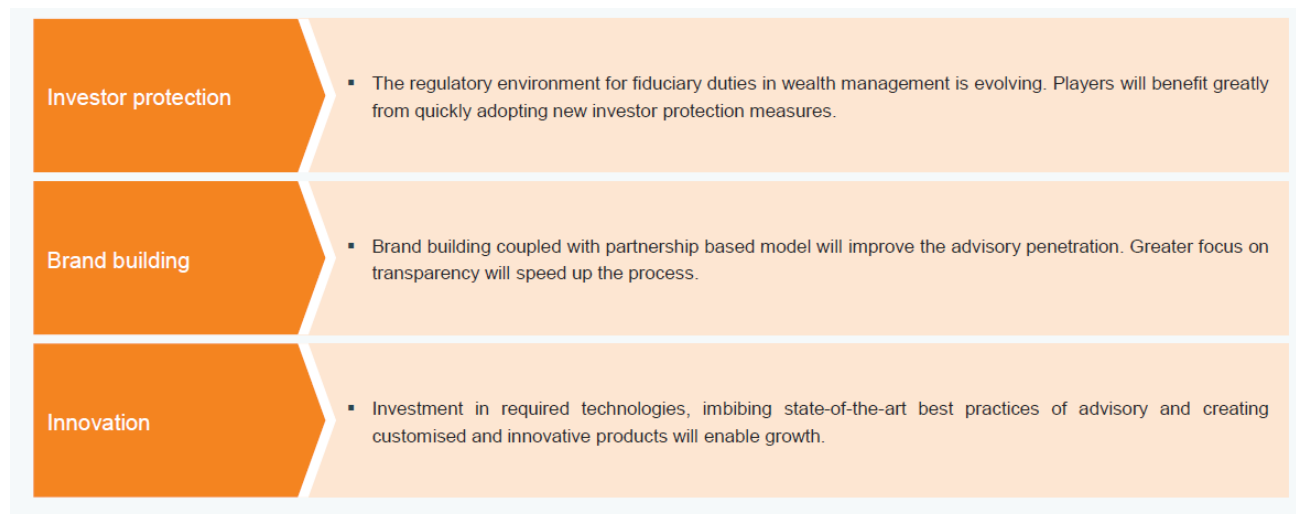 Investor protection
▪ The regulatory environment for fiduciary duties in wealth management is evolving. Players will benefit greatly
from quickly adopting new investor protection measures.
Brand building
▪ Brand building coupled with partnership based model will improve the advisory penetration. Greater focus on
transparency will speed up the process.
Innovation
▪ Investment in required technologies, imbibing state-of-the-art best practices of advisory and creating
customised and innovative products will enable growth.